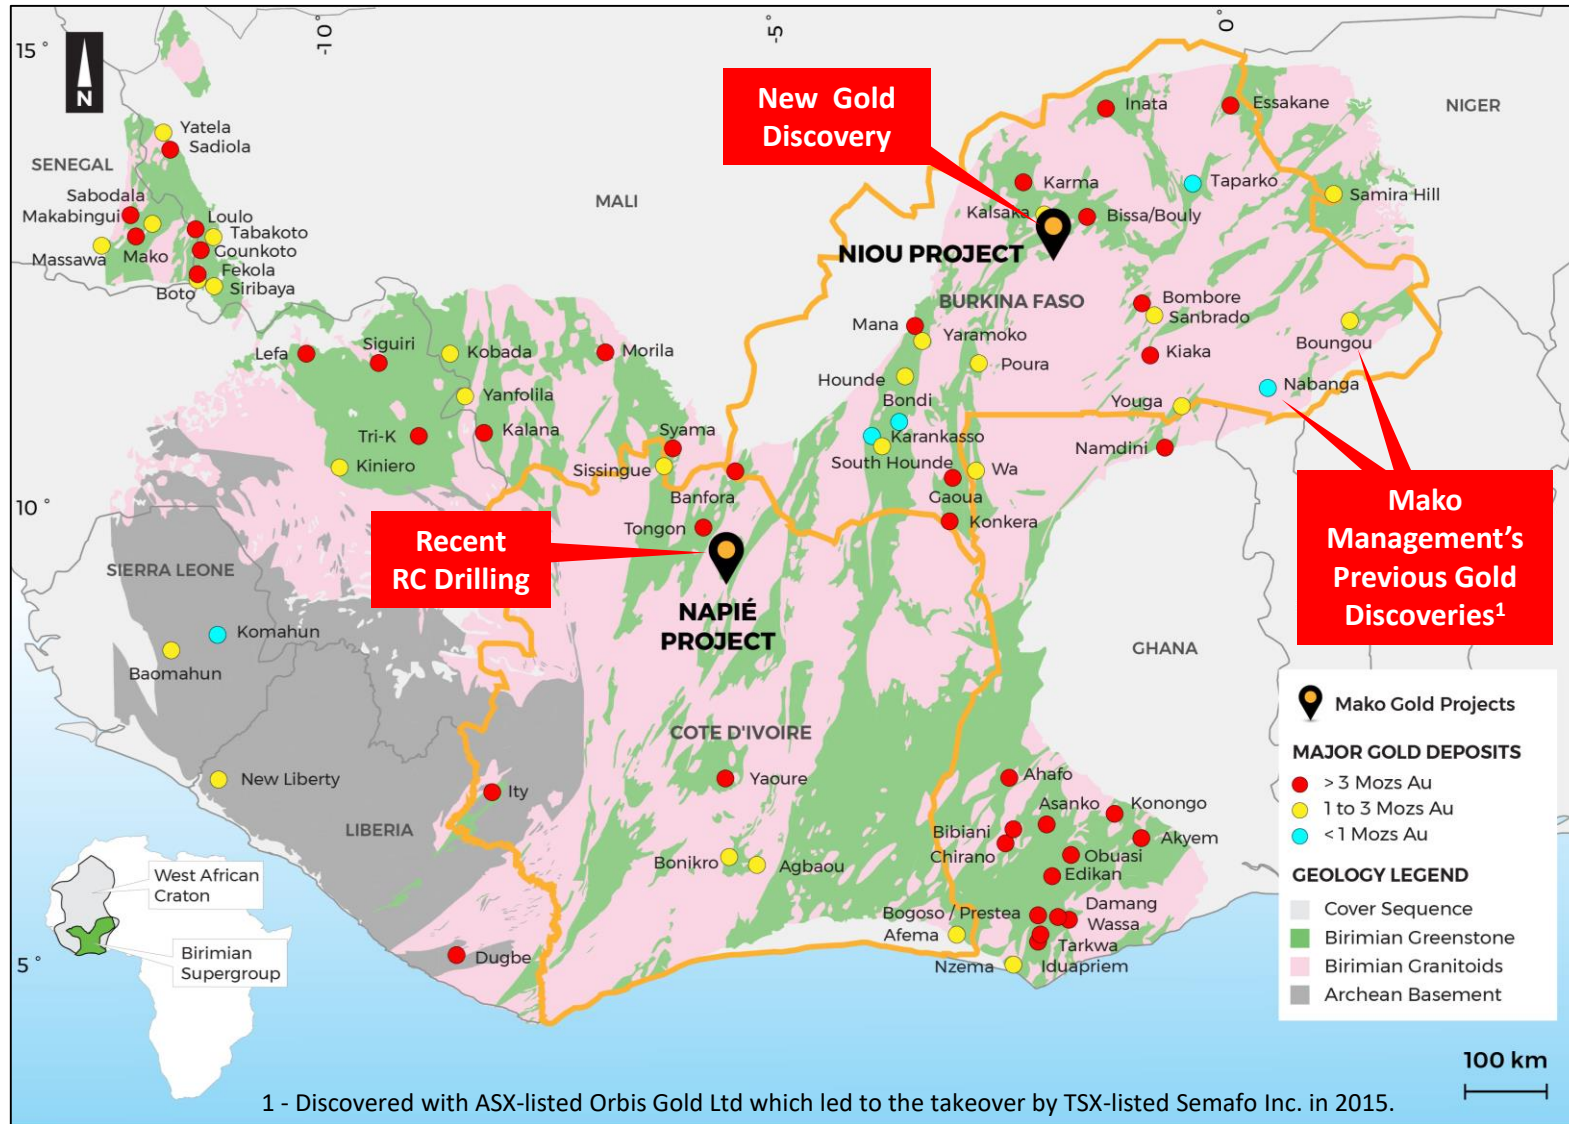 15°
-10°
-5°
0°
N
New Gold
Discovery
Inata
Essakane
NIGER
Yatela
Sadiola
SENEGAL
MALI
Karma
Taparko
Samira Hill
Sabodala
Makabingui
Loulo
Tabakoto
Gounkoto
Massawa
Mako
Fekola
Boto
Siribaya
Kalsaka
Bissa/Bouly
NIOU PROJECT
BURKINA FASO
Bombore
Sanbrado
Mana
Yaramoko
Boungou
Lefa
Siguiri
Kobada
Morila
Poura
Kiaka
Hounde
Nabanga
Yanfolila
Bondi
Youga
Tri-K
Kalana
Syama
Karankasso
Namdini
Kiniero
Sissingue
South Hounde
Wa
Banfora
Gaoua
10°
Tongon
Konkera
Recent
RC Drilling
Mako
Management's
Previous Gold
Discoveries1
SIERRA LEONE
NAPIÉ
PROJECT
Komahun
Baomahun
GHANA
COTE D'IVOIRE
New Liberty
Ity
Yaoure
Ahafo
LIBERIA
Asanko
Konongo
Bibiani
Akyem
Chirano
Obuasi
Bonikro
Agbaou
Edikan
Bogoso / Prestea
Damang
Wassa
Afema
Tarkwa
Dugbe
Nzema
Iduapriem
5°
West African
Craton
Birimian
Supergroup
Mako Gold Projects
MAJOR GOLD DEPOSITS
> 3 Mozs Au
1 to 3 Mozs Au
< 1 Mozs Au
GEOLOGY LEGEND
Cover Sequence
Birimian Greenstone
Birimian Granitoids
Archean Basement
100 km
1 - Discovered with ASX-listed Orbis Gold Ltd which led to the takeover by TSX-listed Semafo Inc. in 2015.